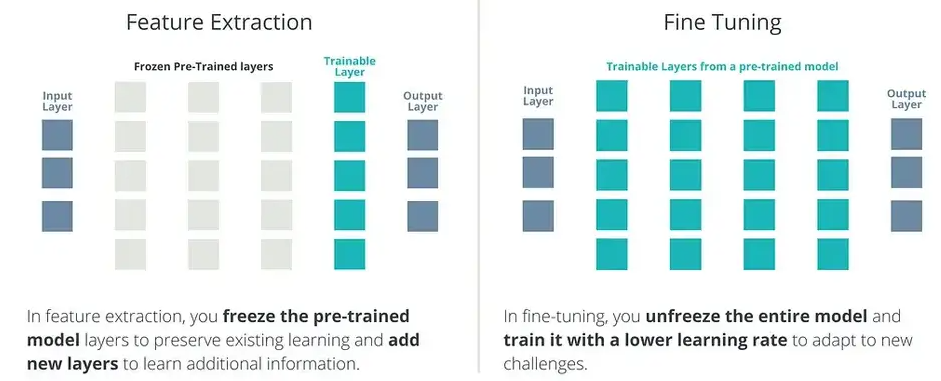 Feature Extraction
Frozen Pre-Trained layers
Trainable
Layer
Input
Layer
Output
Layer
In feature extraction, you freeze the pre-trained
model layers to preserve existing learning and add
new layers to learn additional information.
Fine Tuning
Trainable Layers from a pre-trained model
Input
Layer
Output
Layer
In fine-tuning, you unfreeze the entire model and
train it with a lower learning rate to adapt to new
challenges.